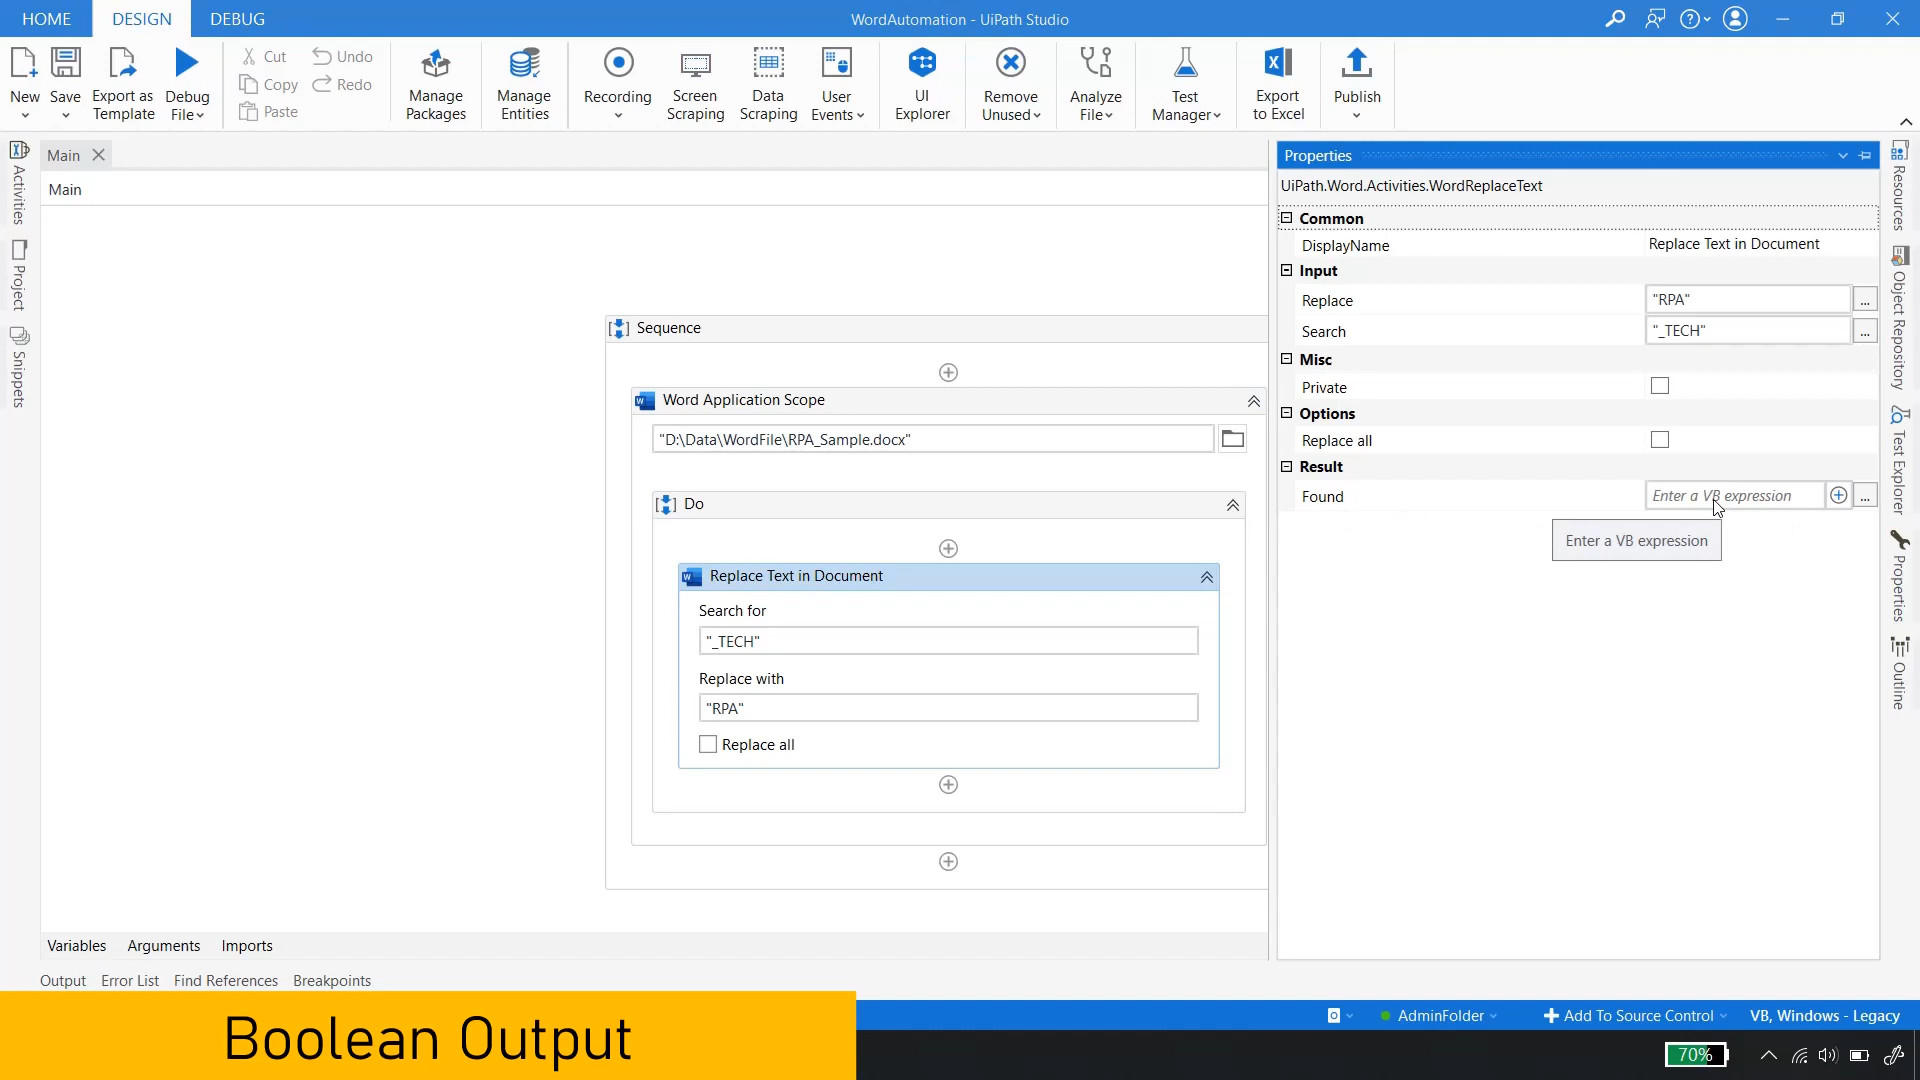 HOME DESIGN DEBUG
WordAutomation - UiPath Studio
New
Save
Export as Template
Debug File
Cut
Copy
Paste
Undo
Redo
Manage Packages
Manage Entities
Recording
Screen Scraping
Data Scraping
User Events
UI Explorer
Remove Unused
Analyze File
Test Manager
Export to Excel
Publish
Activities
Project
Snippets
Main
Main
Sequence
Word Application Scope
"D:\Data\WordFile\RPA_Sample.docx"
Do
Replace Text in Document
Search for
"_TECH"
Replace with
"RPA"
Replace all
Properties
UiPath.Word.Activities.WordReplaceText
Common
DisplayName Replace Text in Document
Input
Replace "RPA" ...
Search "_TECH" ...
Misc
Private
Options
Replace all
Result
Found Enter a VB expression ...
Enter a VB expression
Resources
Object Repository
Test Explorer
Properties
Outline
Variables Arguments Imports
Output Error List Find References Breakpoints
AdminFolder Add To Source Control VB, Windows - Legacy
Boolean Output
70%